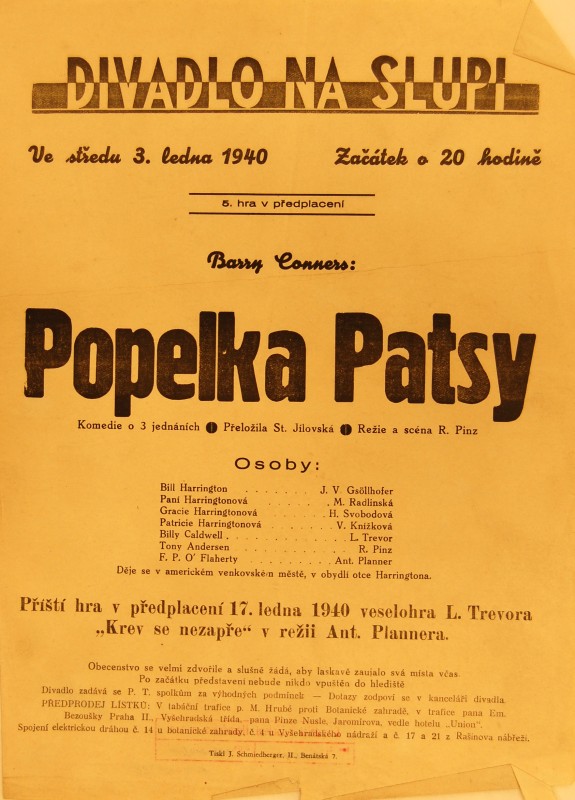 DIVADLO NA SLUPI
Ve středu 3. ledna 1940 Začátek o 20 hodině
5. hra v předplacení
Barry Conners:
Popelka Patsy
Komedie o 3 jednáních ● Přeložila St. Jílovská ● Režie a scéna R. Pinz
Osoby:
Bill Harrington . . . . . . . J. V. Gsöllhofer
Paní Harringtonová . . . . . . M. Radlinská
Gracie Harringtonová . . . . . H. Svobodová
Patricie Harringtonová . . . . . V. Knížková
Billy Caldwell . . . . . . . . . L. Trevor
Tony Andersen . . . . . . . . . R. Pinz
F. P. O' Flaherty . . . . . . . Ant. Planner
Děje se v americkém venkovském městě, v obydlí otce Harringtona.
Příští hra v předplacení 17. ledna 1940 veselohra L. Trevora
„Krev se nezapře“ v režii Ant. Plannera.
Obecenstvo se velmi zdvořile a slušně žádá, aby laskavě zaujalo svá místa včas.
Po začátku představení nebude nikdo vpuštěn do hlediště
Divadlo zadává se P. T. spolkům za výhodných podmínek — Dotazy zodpoví se v kanceláři divadla.
PŘEDPRODEJ LÍSTKŮ: V tabáční trafice p. M. Hrubé proti Botanické zahradě, v trafice pana Em.
Bezoušky Praha II., Vyšehradská třída, pana Pinze Nusle, Jaromírova, vedle hotelu „Union“.
Spojení elektrickou dráhou č. 14 u botanické zahrady, č. 4 u Vyšehradského nádraží a č. 17 a 21 z Rašínova nábřeží.
Tiskl J. Schmiedberger, II., Benátská 7.